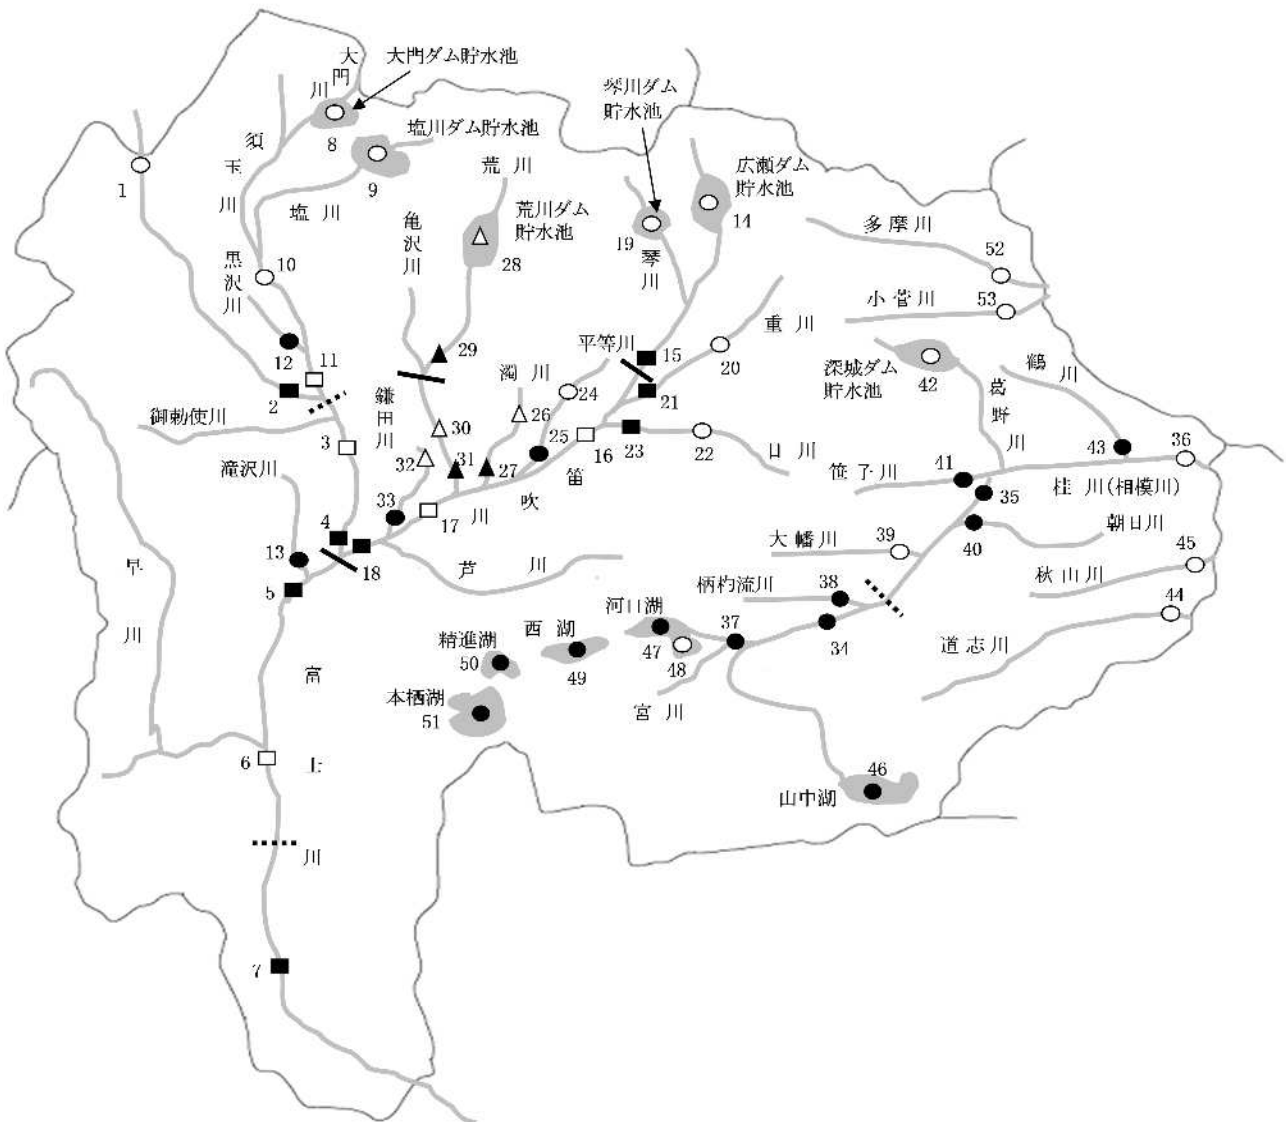 大門川
大門ダム貯水池
8
塩川ダム貯水池
9
須玉川
塩川
1
荒川
荒川ダム
貯水池
28
亀沢川
琴川ダム
貯水池
19
琴川
広瀬ダム
貯水池
14
多摩川
52
小菅川
53
黒沢川
10
12
11
2
御勅使川
3
滝沢川
鎌田川
29
30
32
31
濁川
26
27
平等川
24
25
15
21
重川
20
16
23
22
日川
深城ダム
貯水池
42
葛野川
鶴川
43
36
笹子川
41
35
桂川(相模川)
朝日川
40
大幡川
39
秋山川
45
44
道志川
柄杓流川
38
34
37
河口湖
47
48
宮川
西湖
49
精進湖
50
本栖湖
51
46
山中湖
33
17
吹
笛
川
芦川
4
18
13
5
早川
富
士
川
6
7